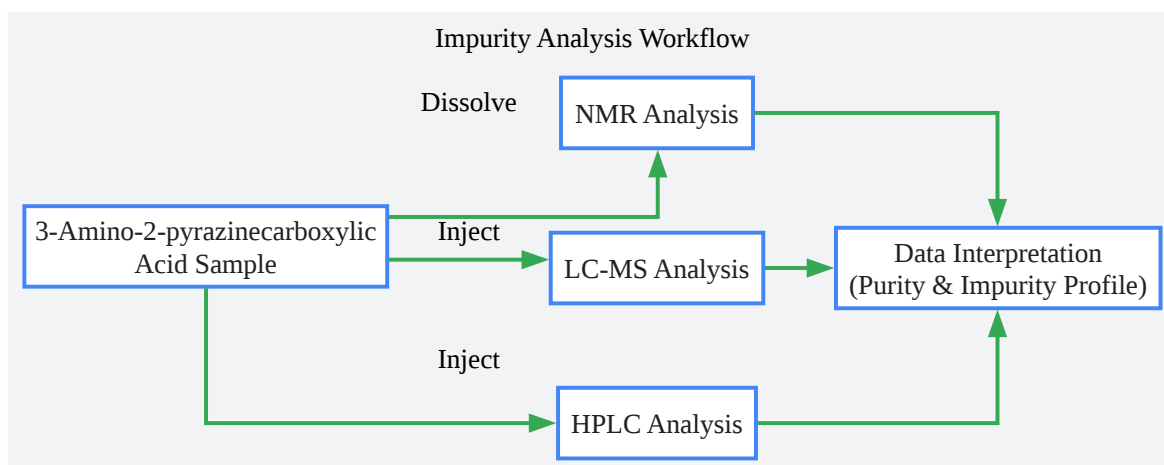 Impurity Analysis Workflow
Dissolve
NMR Analysis
3-Amino-2-pyrazinecarboxylic
Acid Sample
Inject
LC-MS Analysis
Data Interpretation
(Purity & Impurity Profile)
Inject
HPLC Analysis